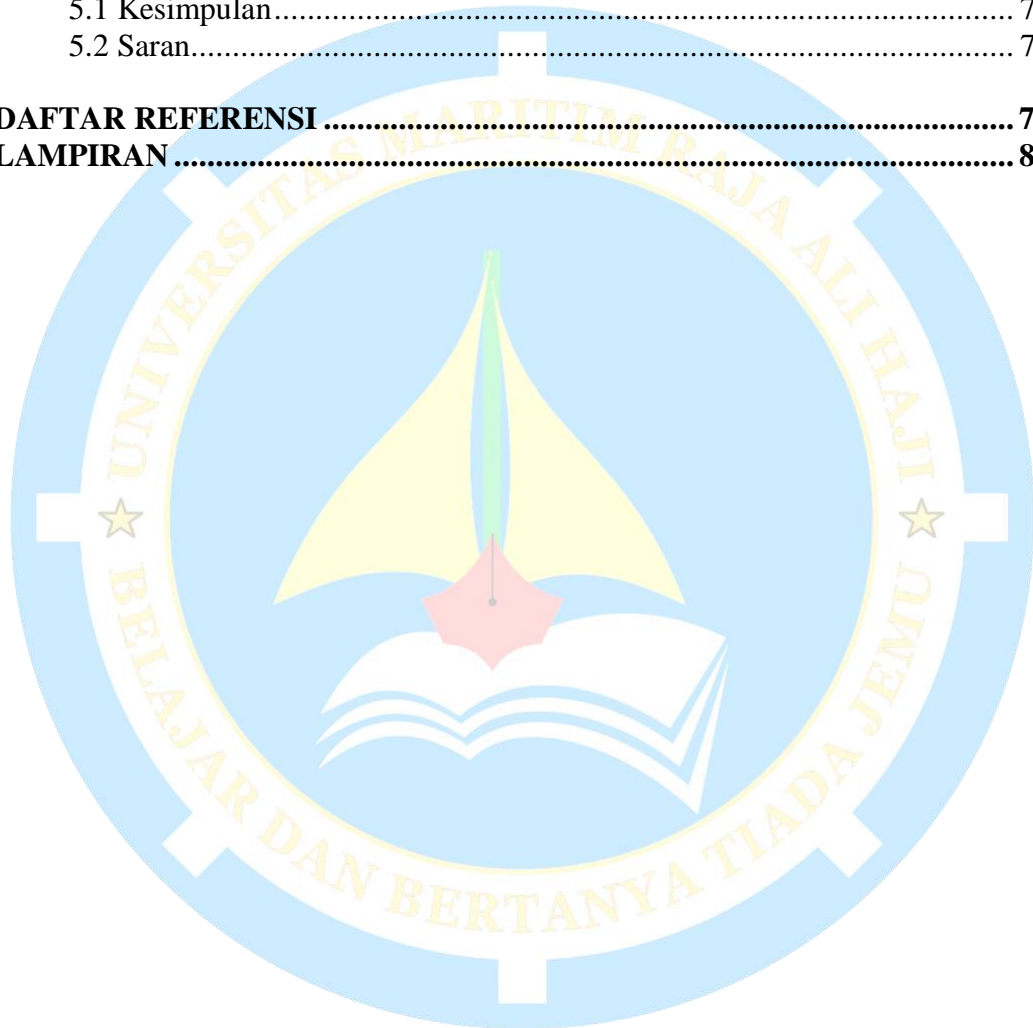 5.1 Kesimpulan........................................................................................... 7
5.2 Saran..................................................................................................... 7
DAFTAR REFERENSI ..................................................................................... 7
LAMPIRAN ....................................................................................................... 8
UNIVERSITAS MARITIM RAJA ALI HAJI
BELAJAR DAN BERTANYA TIADA JEMU